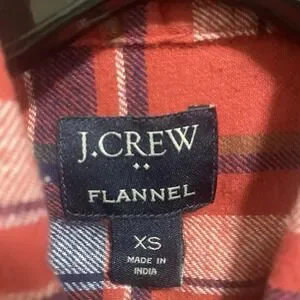 J.CREW
FLANNEL
XS
MADE IN
INDIA